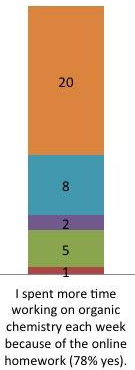 20
8
2
5
1
I spent more time
working on organic
chemistry each week
because of the online
homework (78% yes).